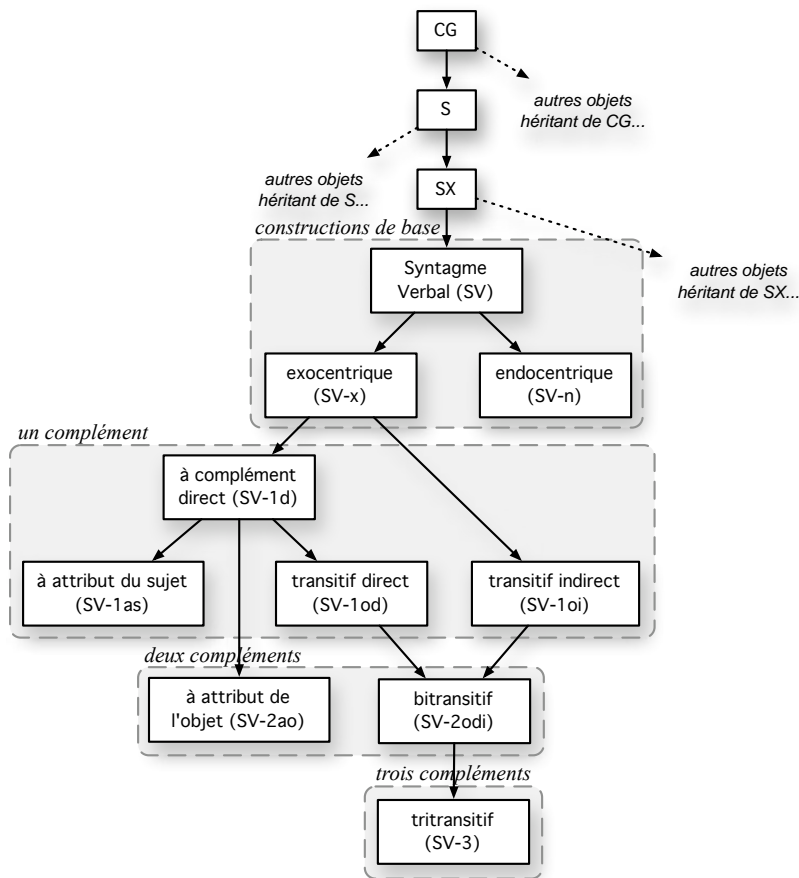 CG
autres objets
héritant de CG...
S
autres objets
héritant de S...
SX
constructions de base
autres objets
héritant de SX...
Syntagme
Verbal (SV)
exocentrique
(SV-x)
endocentrique
(SV-n)
un complément
à complément
direct (SV-1d)
à attribut du sujet
(SV-1as)
transitif direct
(SV-1od)
transitif indirect
(SV-1oi)
deux compléments
à attribut de
l'objet (SV-2ao)
bitransitif
(SV-2odi)
trois compléments
tritransitif
(SV-3)